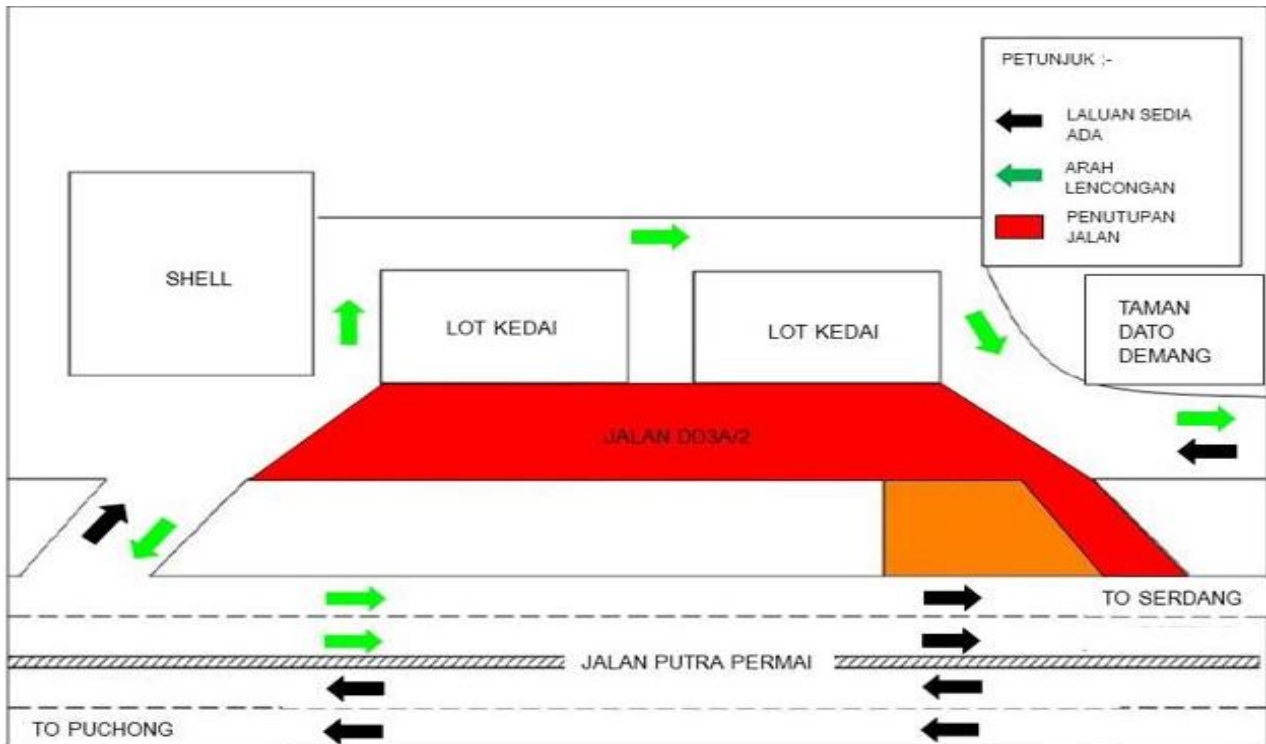 PETUNJUK :-
LALUAN SEDIA
ADA
ARAH
LENCONGAN
PENUTUPAN
JALAN
SHELL
LOT KEDAI
LOT KEDAI
TAMAN
DATO
DEMANG
JALAN DD3A/2
TO SERDANG
JALAN PUTRA PERMAI
TO PUCHONG